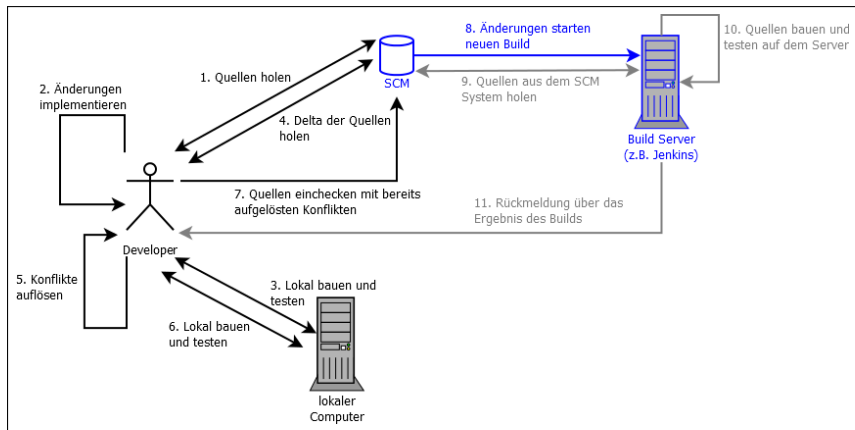 8. Änderungen starten
neuen Build
10. Quellen bauen und
testen auf dem Server
1. Quellen holen
SCM
9. Quellen aus dem SCM
System holen
2. Änderungen
implementieren
4. Delta der Quellen
holen
Build Server
(z.B. Jenkins)
7. Quellen einchecken mit bereits
aufgelösten Konflikten
11. Rückmeldung über das
Ergebnis des Builds
Developer
5. Konflikte
auflösen
3. Lokal bauen und
testen
6. Lokal bauen
und testen
lokaler
Computer